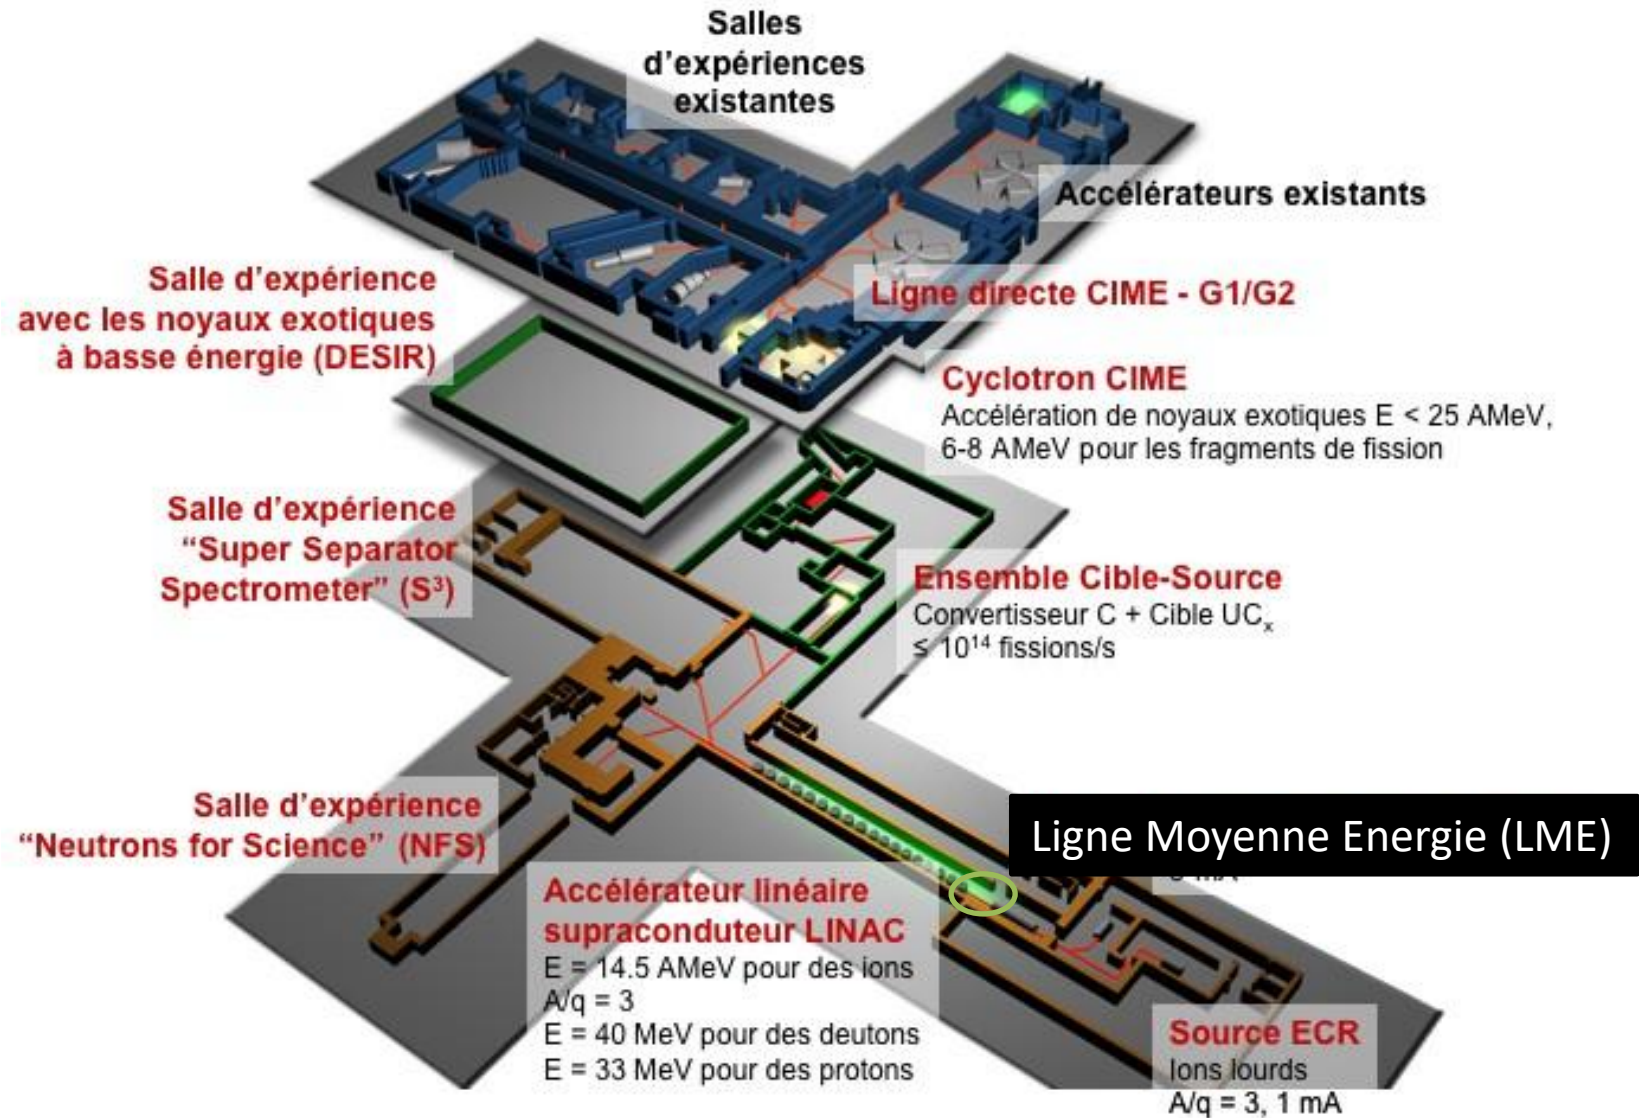 Salles
d’expériences
existantes
Accélérateurs existants
Salle d’expérience
avec les noyaux exotiques
à basse énergie (DESIR)
Ligne directe CIME - G1/G2
Cyclotron CIME
Accélération de noyaux exotiques E < 25 AMeV,
6-8 AMeV pour les fragments de fission
Salle d’expérience
“Super Separator
Spectrometer” (S³)
Ensemble Cible-Source
Convertisseur C + Cible UCₓ
≤ 10¹⁴ fissions/s
Salle d’expérience
“Neutrons for Science” (NFS)
Ligne Moyenne Energie (LME)
mA
Accélérateur linéaire
supraconduteur LINAC
E = 14.5 AMeV pour des ions
A/q = 3
E = 40 MeV pour des deutons
E = 33 MeV pour des protons
Source ECR
Ions lourds
A/q = 3, 1 mA